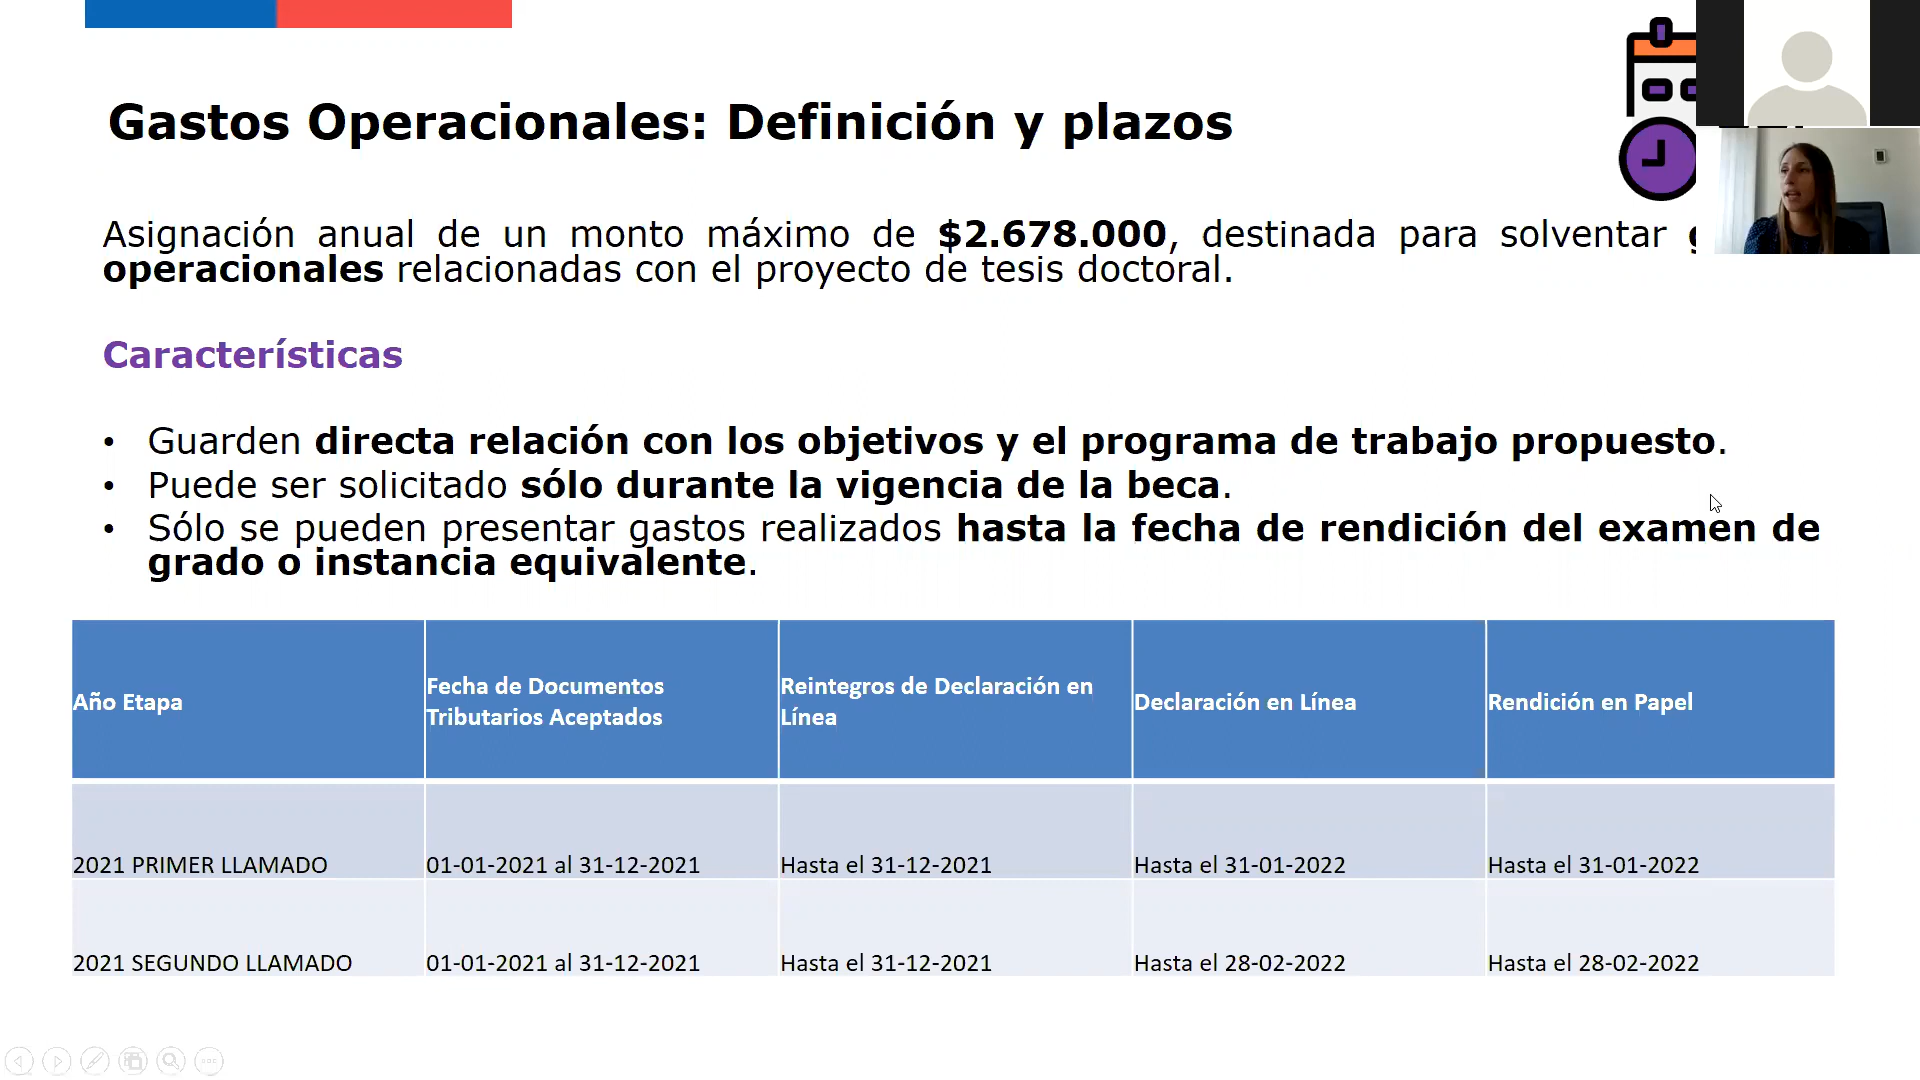 Gastos Operacionales: Definición y plazos
Asignación anual de un monto máximo de $2.678.000, destinada para solventar
operacionales relacionadas con el proyecto de tesis doctoral.
Características
• Guarden directa relación con los objetivos y el programa de trabajo propuesto.
• Puede ser solicitado sólo durante la vigencia de la beca.
• Sólo se pueden presentar gastos realizados hasta la fecha de rendición del examen de
grado o instancia equivalente.
Año Etapa
Fecha de Documentos
Tributarios Aceptados
Reintegros de Declaración en
Línea
Declaración en Línea
Rendición en Papel
2021 PRIMER LLAMADO
01-01-2021 al 31-12-2021
Hasta el 31-12-2021
Hasta el 31-01-2022
Hasta el 31-01-2022
2021 SEGUNDO LLAMADO
01-01-2021 al 31-12-2021
Hasta el 31-12-2021
Hasta el 28-02-2022
Hasta el 28-02-2022